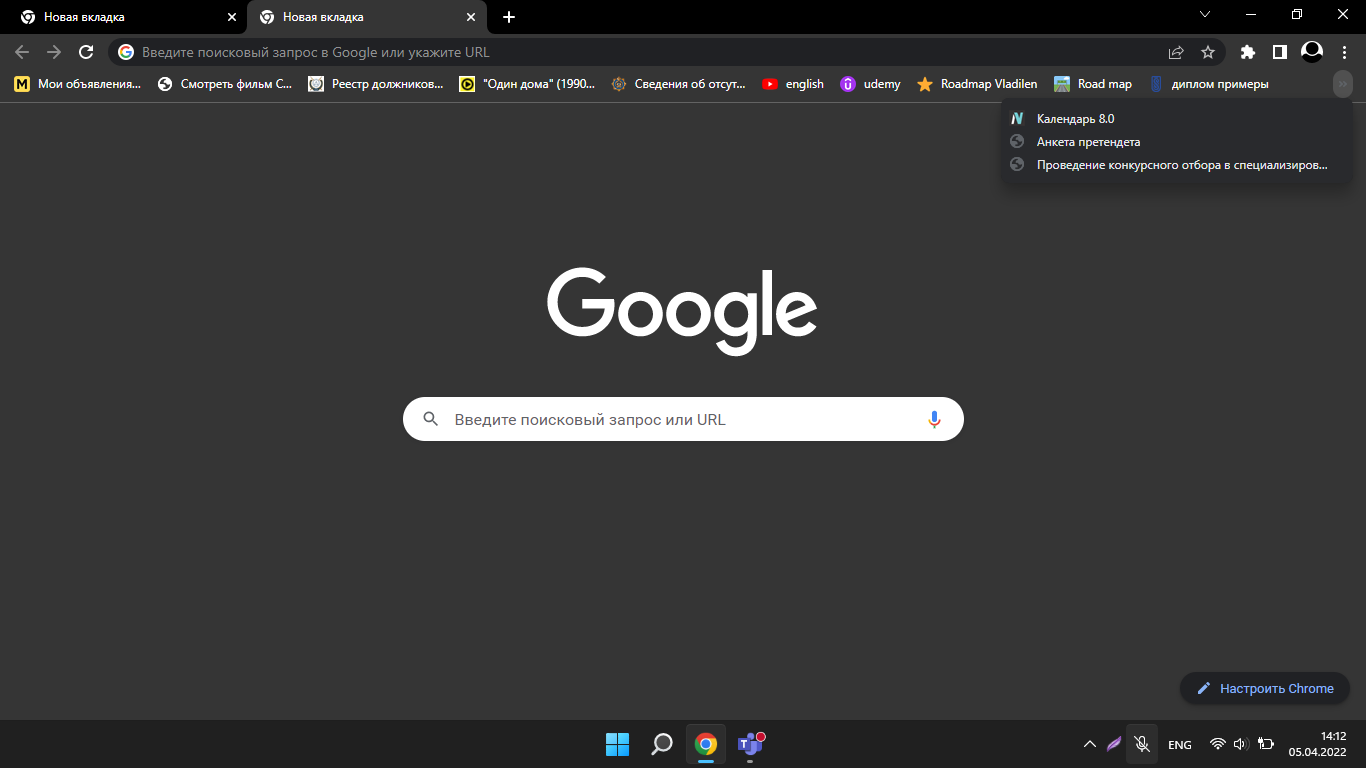 Новая вкладка
Новая вкладка
Введите поисковый запрос в Google или укажите URL
Мои объявления...
Смотреть фильм С...
Реестр должников...
"Один дома" (1990...
Сведения об отсут...
english
udemy
Roadmap Vladilen
Road map
диплом примеры
Календарь 8.0
Анкета претендета
Проведение конкурсного отбора в специализиров...
Google
Введите поисковый запрос или URL
Настроить Chrome
ENG
14:12
05.04.2022